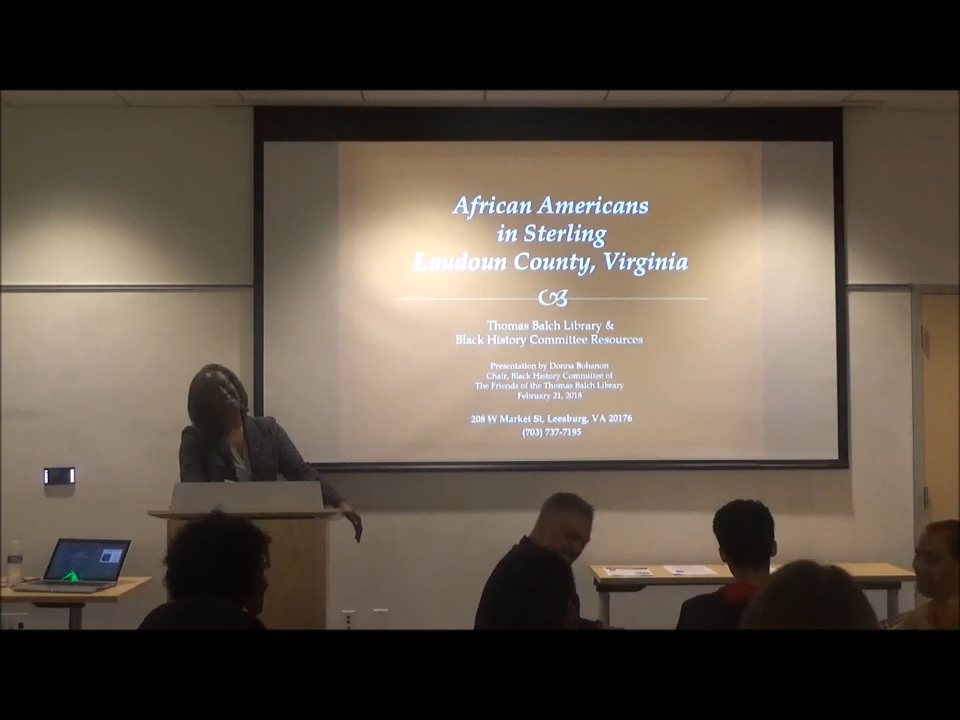 African Americans
in Sterling
Loudoun County, Virginia
Thomas Balch Library &
Black History Committee Resources
Presentation by Donna Bohanon
Chair, Black History Committee of
The Friends of the Thomas Balch Library
February 21, 2018
208 W Market St, Leesburg, VA 20176
(703) 737-7195